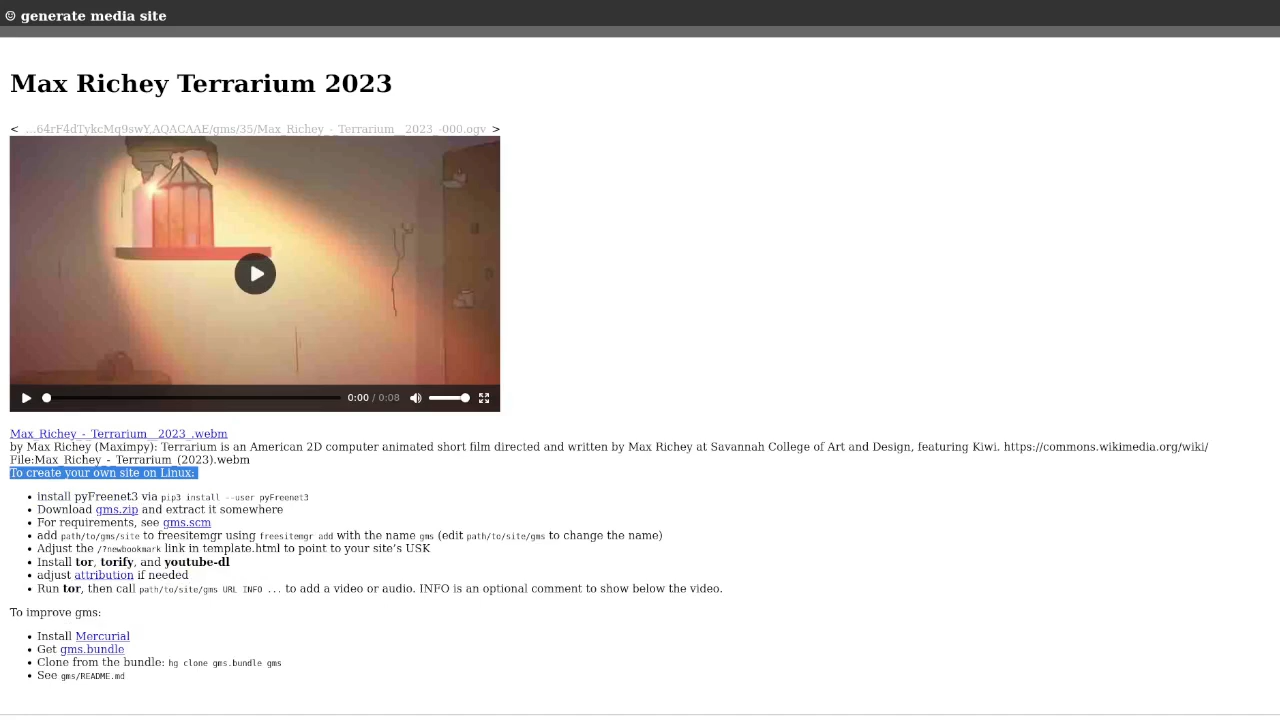 ☺ generate media site
Max Richey Terrarium 2023
< ...64rF4dTykcMq9swY,AQACAAE/gms/35/Max_Richey_-_Terrarium__2023_-000.ogv >
0:00 / 0:08
Max_Richey_-_Terrarium__2023_.webm
by Max Richey (Maximpy): Terrarium is an American 2D computer animated short film directed and written by Max Richey at Savannah College of Art and Design, featuring Kiwi. https://commons.wikimedia.org/wiki/
File:Max_Richey_-_Terrarium_(2023).webm
To create your own site on Linux:
• install pyFreenet3 via pip3 install --user pyFreenet3
• Download gms.zip and extract it somewhere
• For requirements, see gms.scm
• add path/to/gms/site to freesitemgr using freesitemgr add with the name gms (edit path/to/site/gms to change the name)
• Adjust the /?newbookmark link in template.html to point to your site’s USK
• Install tor, torify, and youtube-dl
• adjust attribution if needed
• Run tor, then call path/to/site/gms URL INFO ... to add a video or audio. INFO is an optional comment to show below the video.
To improve gms:
• Install Mercurial
• Get gms.bundle
• Clone from the bundle: hg clone gms.bundle gms
• See gms/README.md